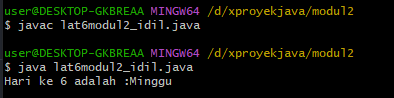 user@DESKTOP-GKBREAA MINGW64 /d/xproyekjava/modul2
$ javac lat6modul2_idil.java
user@DESKTOP-GKBREAA MINGW64 /d/xproyekjava/modul2
$ java lat6modul2_idil.java
Hari ke 6 adalah :Minggu